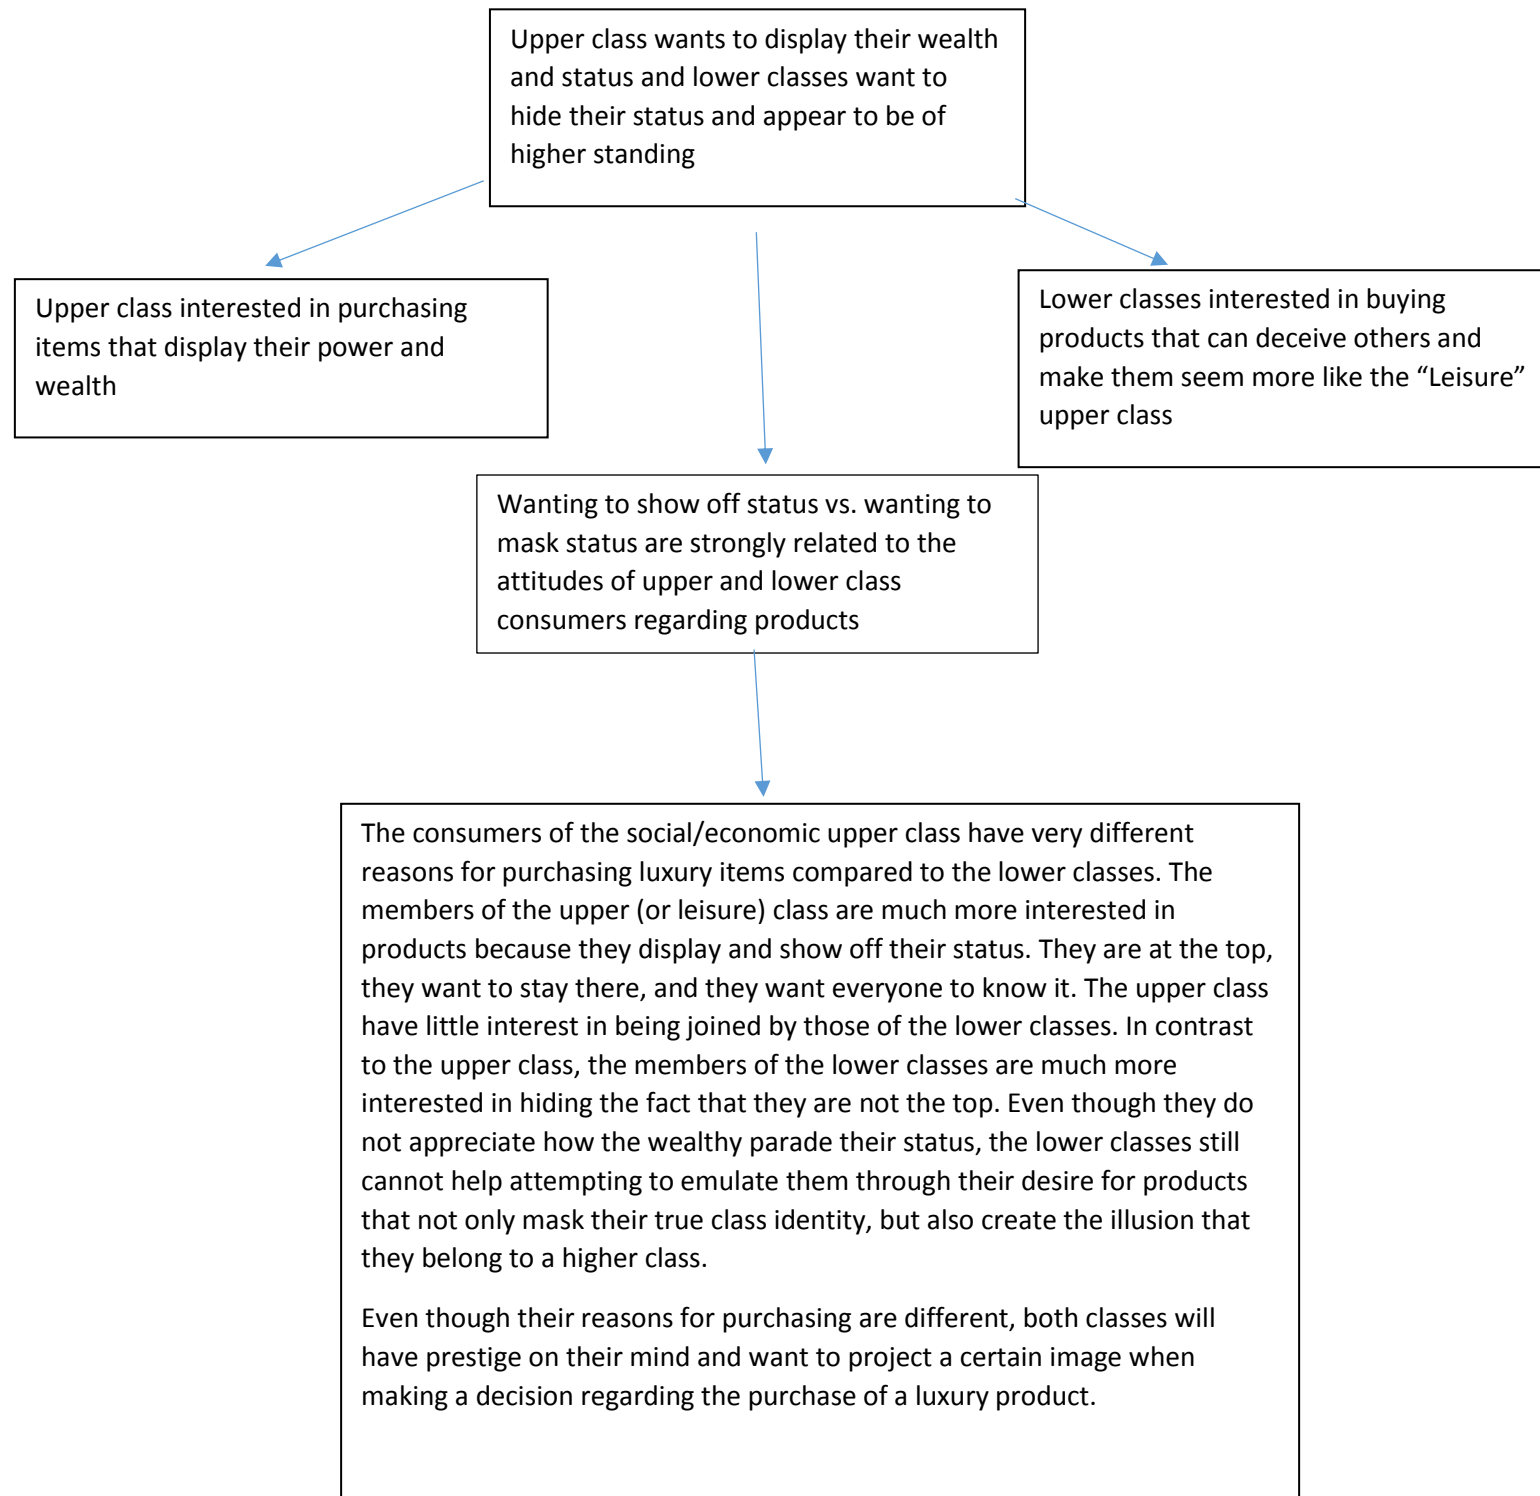 Upper class wants to display their wealth
and status and lower classes want to
hide their status and appear to be of
higher standing
Upper class interested in purchasing
items that display their power and
wealth
Lower classes interested in buying
products that can deceive others and
make them seem more like the “Leisure”
upper class
Wanting to show off status vs. wanting to
mask status are strongly related to the
attitudes of upper and lower class
consumers regarding products
The consumers of the social/economic upper class have very different
reasons for purchasing luxury items compared to the lower classes. The
members of the upper (or leisure) class are much more interested in
products because they display and show off their status. They are at the top,
they want to stay there, and they want everyone to know it. The upper class
have little interest in being joined by those of the lower classes. In contrast
to the upper class, the members of the lower classes are much more
interested in hiding the fact that they are not the top. Even though they do
not appreciate how the wealthy parade their status, the lower classes still
cannot help attempting to emulate them through their desire for products
that not only mask their true class identity, but also create the illusion that
they belong to a higher class.
Even though their reasons for purchasing are different, both classes will
have prestige on their mind and want to project a certain image when
making a decision regarding the purchase of a luxury product.